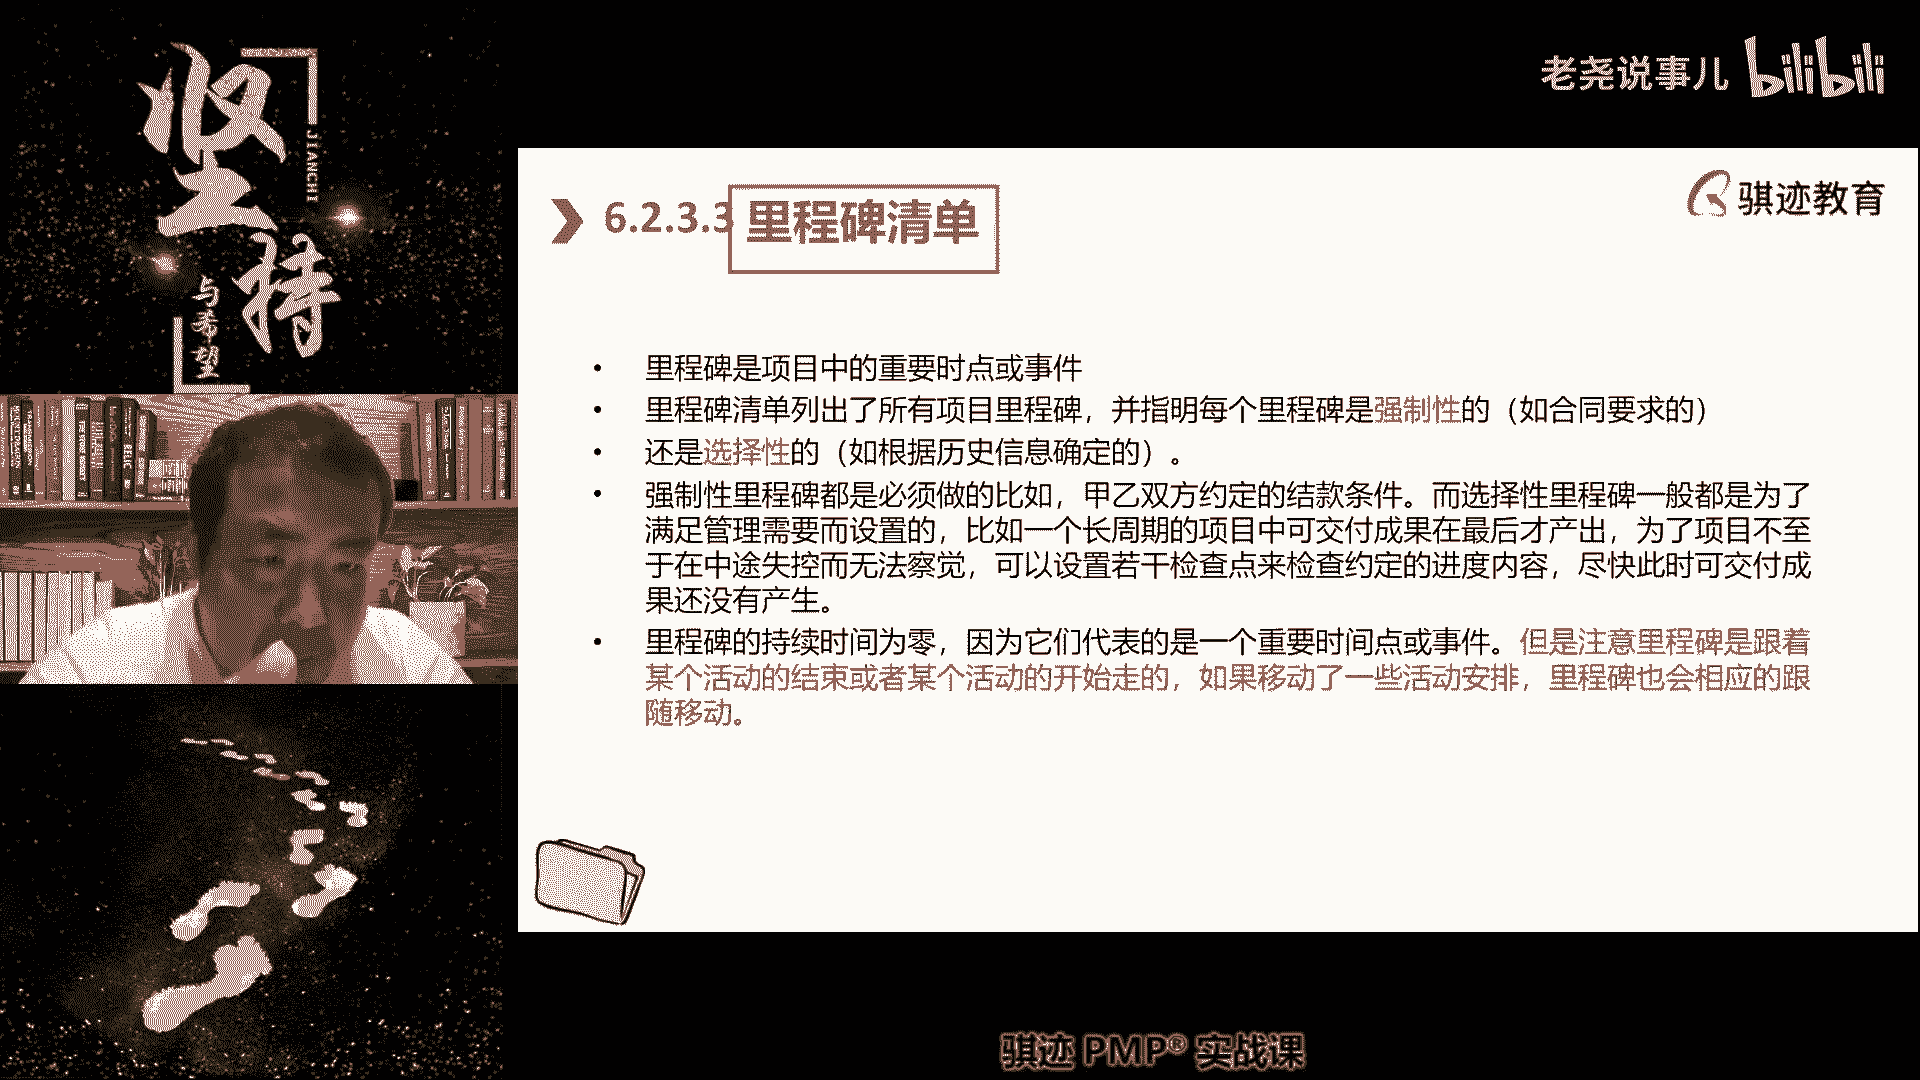 坚持
JIANCHI
与希望
老尧说事儿 bilibili
骐迹教育
6.2.3.3 里程碑清单
• 里程碑是项目中的重要时点或事件
• 里程碑清单列出了所有项目里程碑，并指明每个里程碑是强制性的（如合同要求的）
• 还是选择性的（如根据历史信息确定的）。
• 强制性里程碑都是必须做的比如，甲乙双方约定的结款条件。而选择性里程碑一般都是为了
满足管理需要而设置的，比如一个长周期的项目中可交付成果在最后才产出，为了项目不至
于在中途失控而无法察觉，可以设置若干检查点来检查约定的进度内容，尽快此时可交付成
果还没有产生。
• 里程碑的持续时间为零，因为它们代表的是一个重要时间点或事件。但是注意里程碑是跟着
某个活动的结束或者某个活动的开始走的，如果移动了一些活动安排，里程碑也会相应的跟
随移动。
骐迹 PMP® 实战课